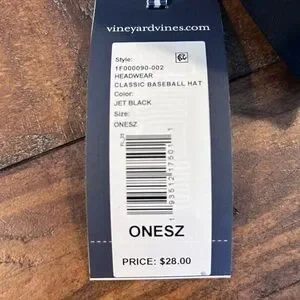 vineyardvines.com
Style:
1F000090-002
HEADWEAR
CLASSIC BASEBALL HAT
Color:
JET BLACK
Size:
ONESZ
ONESZ
PRICE: $28.00